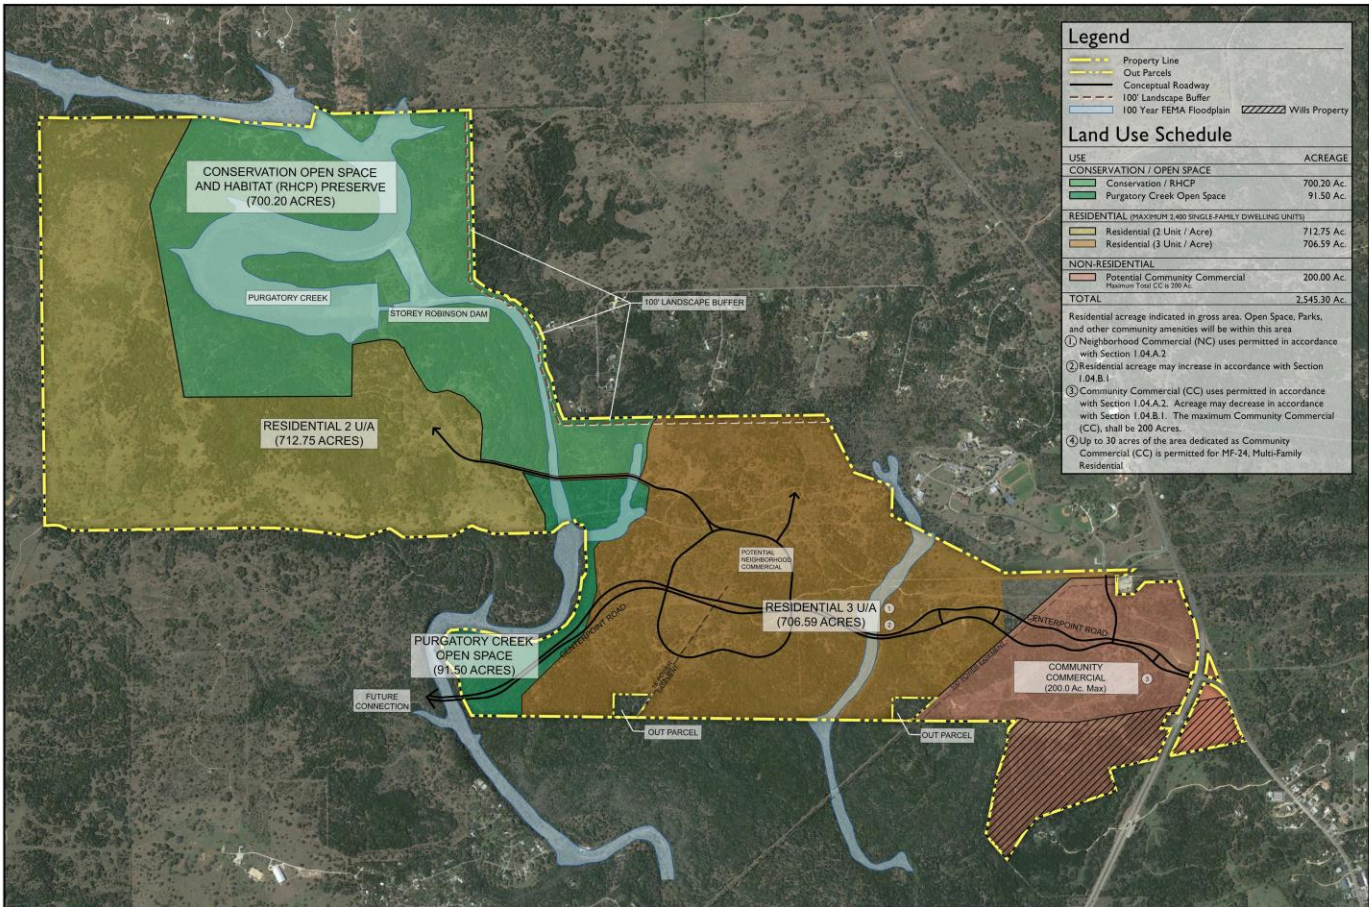 Legend
Property Line
Out Parcels
Conceptual Roadway
100' Landscape Buffer
100 Year FEMA Floodplain
Wills Property
Land Use Schedule
USE ACREAGE
CONSERVATION / OPEN SPACE
Conservation / RHCP 700.20 Ac.
Purgatory Creek Open Space 91.50 Ac.
RESIDENTIAL (MAXIMUM 2,400 SINGLE-FAMILY DWELLING UNITS)
Residential (2 Unit / Acre) 712.75 Ac.
Residential (3 Unit / Acre) 706.59 Ac.
NON-RESIDENTIAL
Potential Community Commercial 200.00 Ac.
Maximum Total CC is 200 Ac.
TOTAL 2,545.30 Ac.
Residential acreage indicated in gross area. Open Space, Parks,
and other community amenities will be within this area
1. Neighborhood Commercial (NC) uses permitted in accordance
with Section 1.04.A.2
2. Residential acreage may increase in accordance with Section
1.04.B.1
3. Community Commercial (CC) uses permitted in accordance
with Section 1.04.A.2. Acreage may decrease in accordance
with Section 1.04.B.1. The maximum Community Commercial
(CC), shall be 200 Acres.
4. Up to 30 acres of the area dedicated as Community
Commercial (CC) is permitted for MF-24, Multi-Family
Residential
CONSERVATION OPEN SPACE
AND HABITAT (RHCP) PRESERVE
(700.20 ACRES)
PURGATORY CREEK
STOREY ROBINSON DAM
100' LANDSCAPE BUFFER
RESIDENTIAL 2 U/A
(712.75 ACRES)
POTENTIAL
NEIGHBORHOOD
COMMERCIAL
RESIDENTIAL 3 U/A
(706.59 ACRES)
1
2
CENTERPOINT ROAD
CENTERPOINT ROAD
PURGATORY CREEK
OPEN SPACE
(91.50 ACRES)
COMMUNITY
COMMERCIAL
(200.0 Ac. Max)
3
FUTURE
CONNECTION
OUT PARCEL
OUT PARCEL
EASEMENT